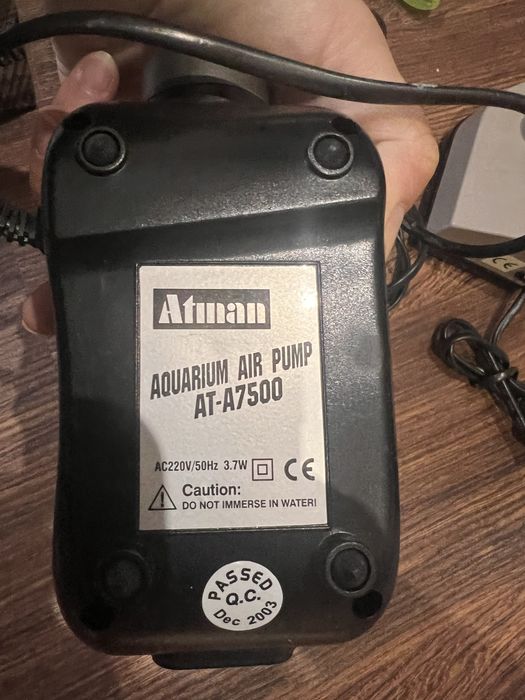 Atman
AQUARIUM AIR PUMP
AT-A7500
AC220V/50Hz 3.7W CE
Caution:
DO NOT IMMERSE IN WATER!
PASSED
Q.C.
Dec 2003
CE